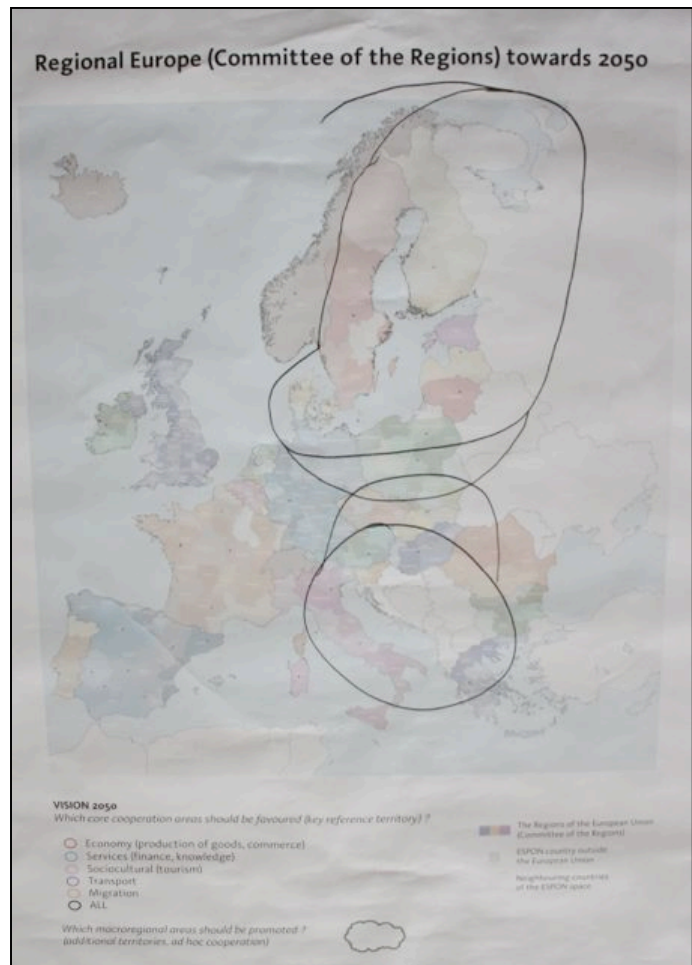 Regional Europe (Committee of the Regions) towards 2050
VISION 2050
Which core cooperation areas should be favoured (key reference territory) ?
Economy (production of goods, commerce)
Services (finance, knowledge)
Sociocultural (tourism)
Transport
Migration
ALL
Which macroregional areas should be promoted ?
(additional territories, ad hoc cooperation)
The Regions of the European Union
(Committee of the Regions)
ESPON country outside
the European Union
Neighbouring countries
of the ESPON space